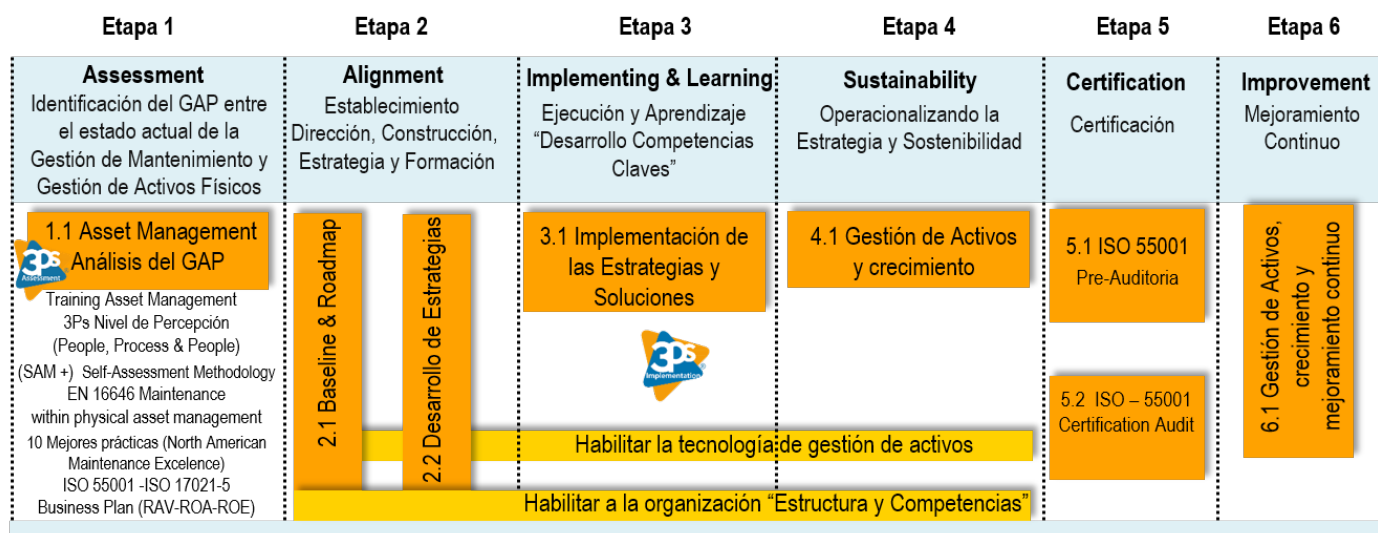 Etapa 1
Etapa 2
Etapa 3
Etapa 4
Etapa 5
Etapa 6
Assessment
Identificación del GAP entre
el estado actual de la
Gestión de Mantenimiento y
Gestión de Activos Físicos
Alignment
Establecimiento
Dirección, Construcción,
Estrategia y Formación
Implementing & Learning
Ejecución y Aprendizaje
“Desarrollo Competencias
Claves”
Sustainability
Operacionalizando la
Estrategia y Sostenibilidad
Certification
Certificación
Improvement
Mejoramiento
Continuo
1.1 Asset Management
Análisis del GAP
3Ps
Assessment
®
Training Asset Management
3Ps Nivel de Percepción
(People, Process & People)
(SAM +) Self-Assessment Methodology
EN 16646 Maintenance
within physical asset management
10 Mejores prácticas (North American
Maintenance Excelence)
ISO 55001 -ISO 17021-5
Business Plan (RAV-ROA-ROE)
2.1 Baseline & Roadmap
2.2 Desarrollo de Estrategias
3.1 Implementación de
las Estrategias y
Soluciones
3Ps
Implementation
®
4.1 Gestión de Activos
y crecimiento
5.1 ISO 55001
Pre-Auditoria
5.2 ISO – 55001
Certification Audit
6.1 Gestión de Activos,
crecimiento y
mejoramiento continuo
Habilitar la tecnología de gestión de activos
Habilitar a la organización “Estructura y Competencias”